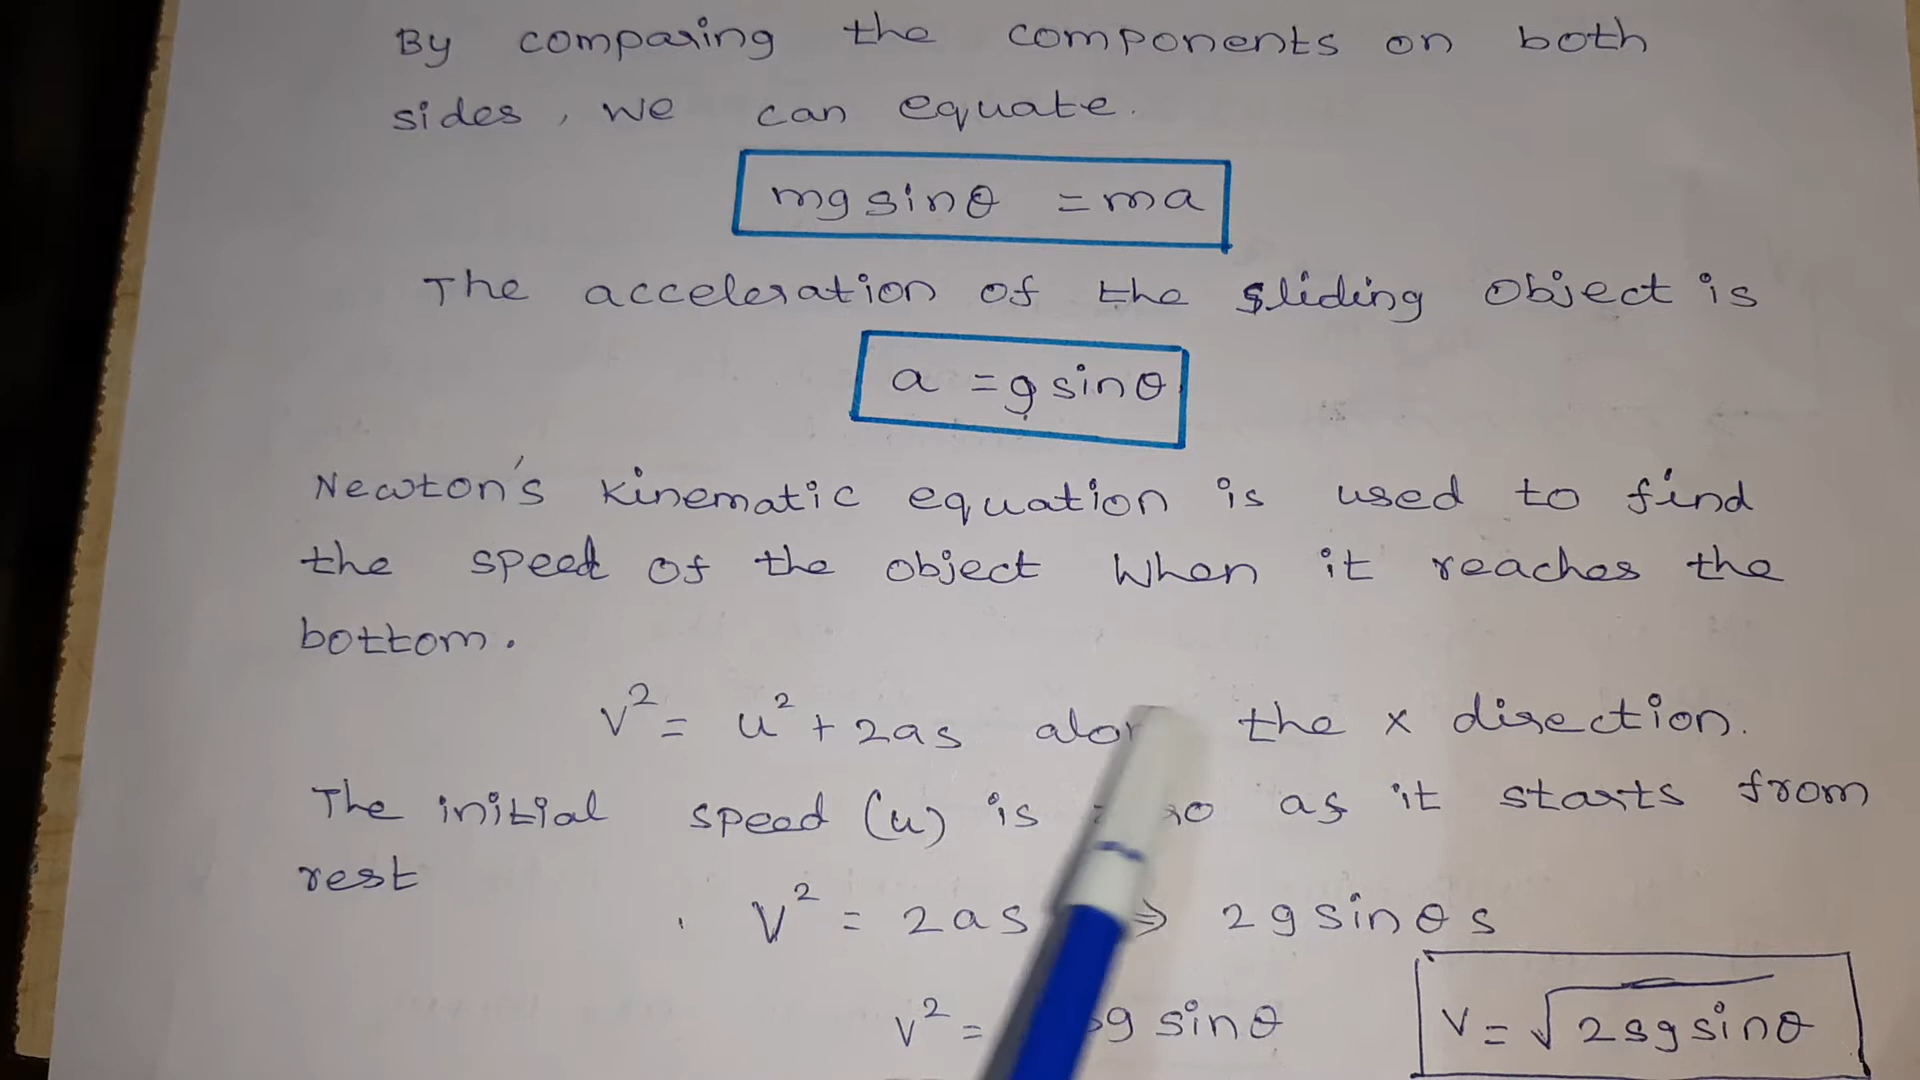 By comparing the components on both
sides, we can equate.
mg sinθ = ma
The acceleration of the sliding object is
a = g sinθ
Newton's kinematic equation is used to find
the speed of the object when it reaches the
bottom.
v² = u² + 2as the x direction.
The initial speed (u) is as it starts from
rest
v² = 2as ⇒ 2g sinθ s
v² = g sinθ
v = √2sg sinθ